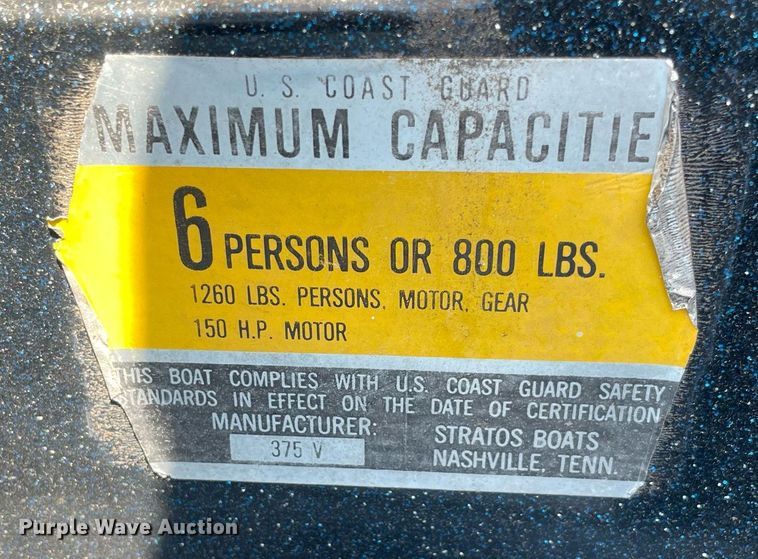 U. S. COAST GUARD
MAXIMUM CAPACITIE
6 PERSONS OR 800 LBS.
1260 LBS. PERSONS, MOTOR, GEAR
150 H.P. MOTOR
THIS BOAT COMPLIES WITH U.S. COAST GUARD SAFETY
STANDARDS IN EFFECT ON THE DATE OF CERTIFICATION
MANUFACTURER: STRATOS BOATS
375 V NASHVILLE, TENN.
Purple Wave Auction